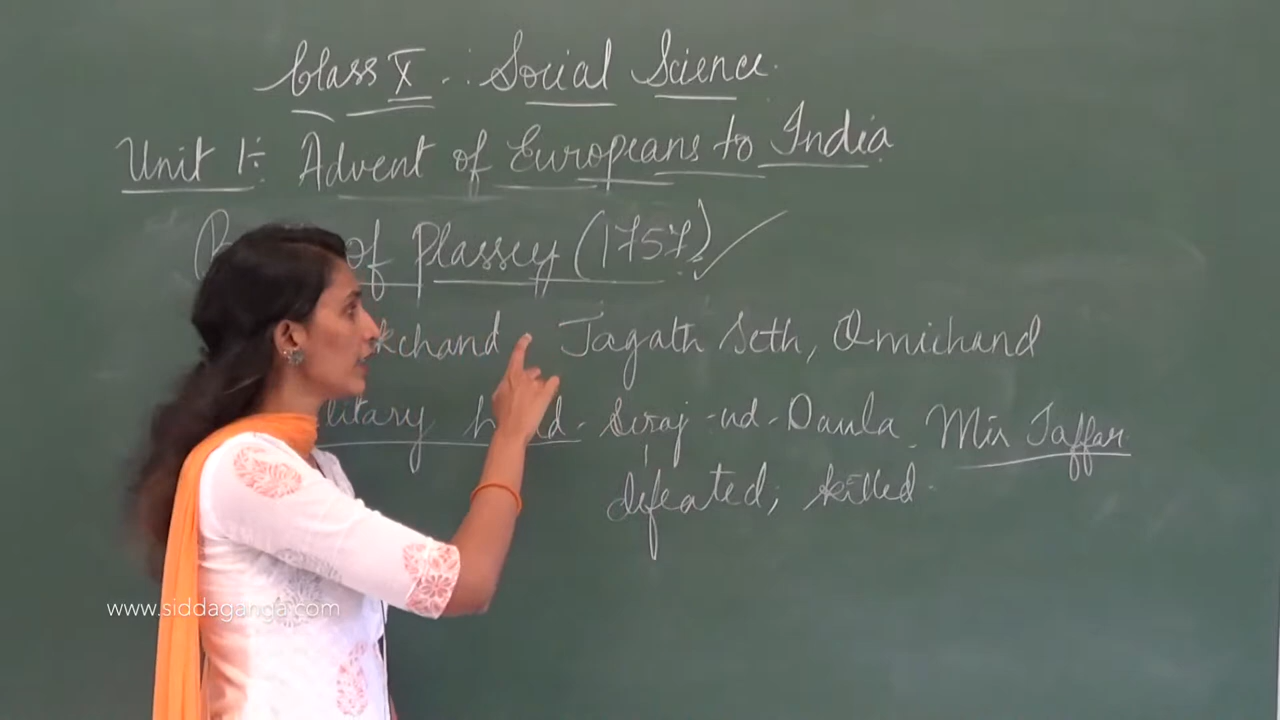 Class X Social Science.
Unit 1:- Advent of Europeans to India
of Plassey (1757)
kchand Jagath Seth, Omichand
litary Siraj-ud-Daula. Mir Jaffar
defeated; killed.
www.siddaganga.com